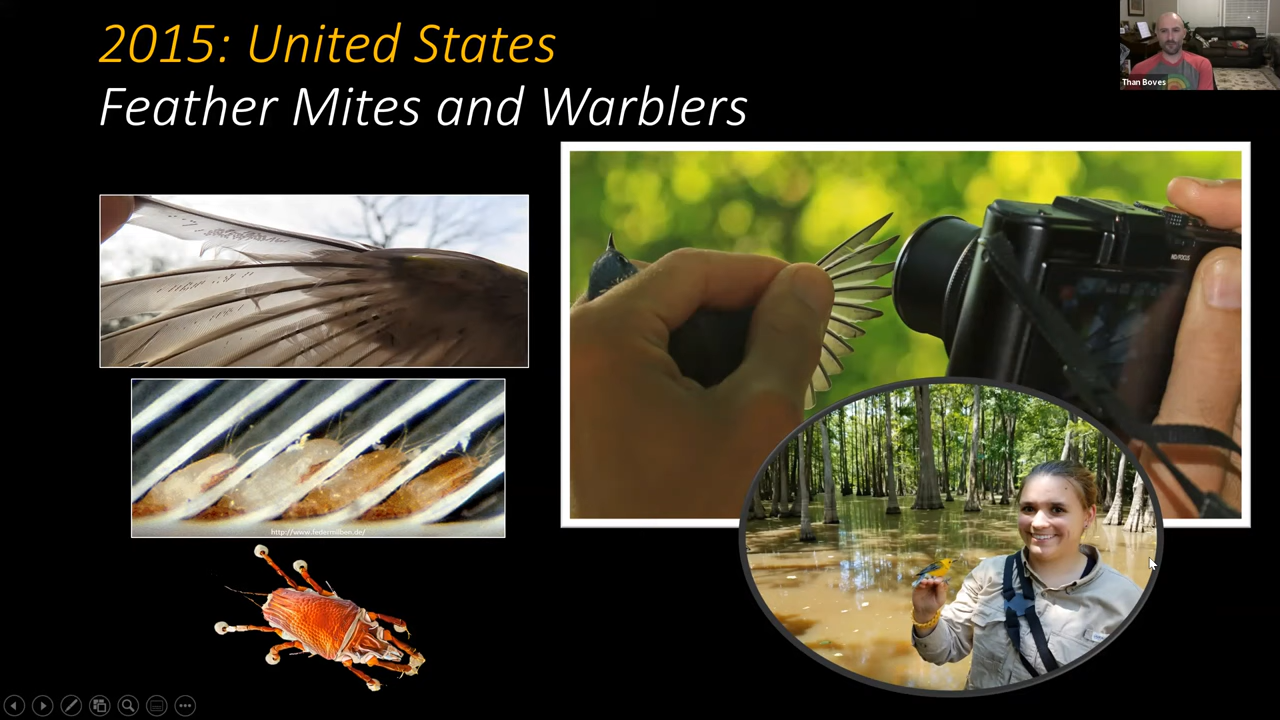 2015: United States
Feather Mites and Warblers
Than Boves
http://www.federmilben.de/